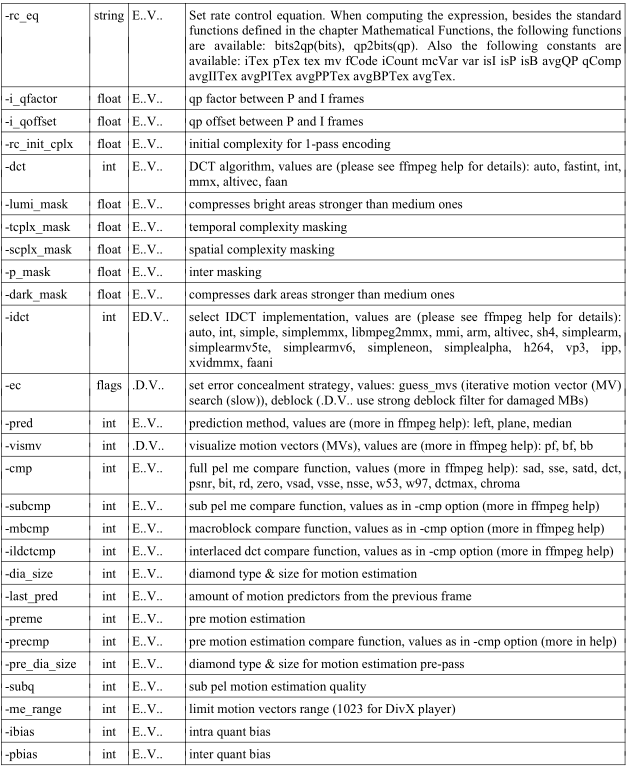 -rc_eq string E..V.. Set rate control equation. When computing the expression, besides the standard
functions defined in the chapter Mathematical Functions, the following functions
are available: bits2qp(bits), qp2bits(qp). Also the following constants are
available: iTex pTex tex mv fCode iCount mcVar var isI isP isB avgQP qComp
avgIITex avgPITex avgPPTex avgBPTex avgTex.
-i_qfactor float E..V.. qp factor between P and I frames
-i_qoffset float E..V.. qp offset between P and I frames
-rc_init_cplx float E..V.. initial complexity for 1-pass encoding
-dct int E..V.. DCT algorithm, values are (please see ffmpeg help for details): auto, fastint, int,
mmx, altivec, faan
-lumi_mask float E..V.. compresses bright areas stronger than medium ones
-tcplx_mask float E..V.. temporal complexity masking
-scplx_mask float E..V.. spatial complexity masking
-p_mask float E..V.. inter masking
-dark_mask float E..V.. compresses dark areas stronger than medium ones
-idct int ED.V.. select IDCT implementation, values are (please see ffmpeg help for details):
auto, int, simple, simplemmx, libmpeg2mmx, mmi, arm, altivec, sh4, simplearm,
simplearmv5te, simplearmv6, simpleneon, simplealpha, h264, vp3, ipp,
xvidmmx, faani
-ec flags .D.V.. set error concealment strategy, values: guess_mvs (iterative motion vector (MV)
search (slow)), deblock (.D.V.. use strong deblock filter for damaged MBs)
-pred int E..V.. prediction method, values are (more in ffmpeg help): left, plane, median
-vismv int .D.V.. visualize motion vectors (MVs), values are (more in ffmpeg help): pf, bf, bb
-cmp int E..V.. full pel me compare function, values (more in ffmpeg help): sad, sse, satd, dct,
psnr, bit, rd, zero, vsad, vsse, nsse, w53, w97, dctmax, chroma
-subcmp int E..V.. sub pel me compare function, values as in -cmp option (more in ffmpeg help)
-mbcmp int E..V.. macroblock compare function, values as in -cmp option (more in ffmpeg help)
-ildctcmp int E..V.. interlaced dct compare function, values as in -cmp option (more in ffmpeg help)
-dia_size int E..V.. diamond type & size for motion estimation
-last_pred int E..V.. amount of motion predictors from the previous frame
-preme int E..V.. pre motion estimation
-precmp int E..V.. pre motion estimation compare function, values as in -cmp option (more in help)
-pre_dia_size int E..V.. diamond type & size for motion estimation pre-pass
-subq int E..V.. sub pel motion estimation quality
-me_range int E..V.. limit motion vectors range (1023 for DivX player)
-ibias int E..V.. intra quant bias
-pbias int E..V.. inter quant bias